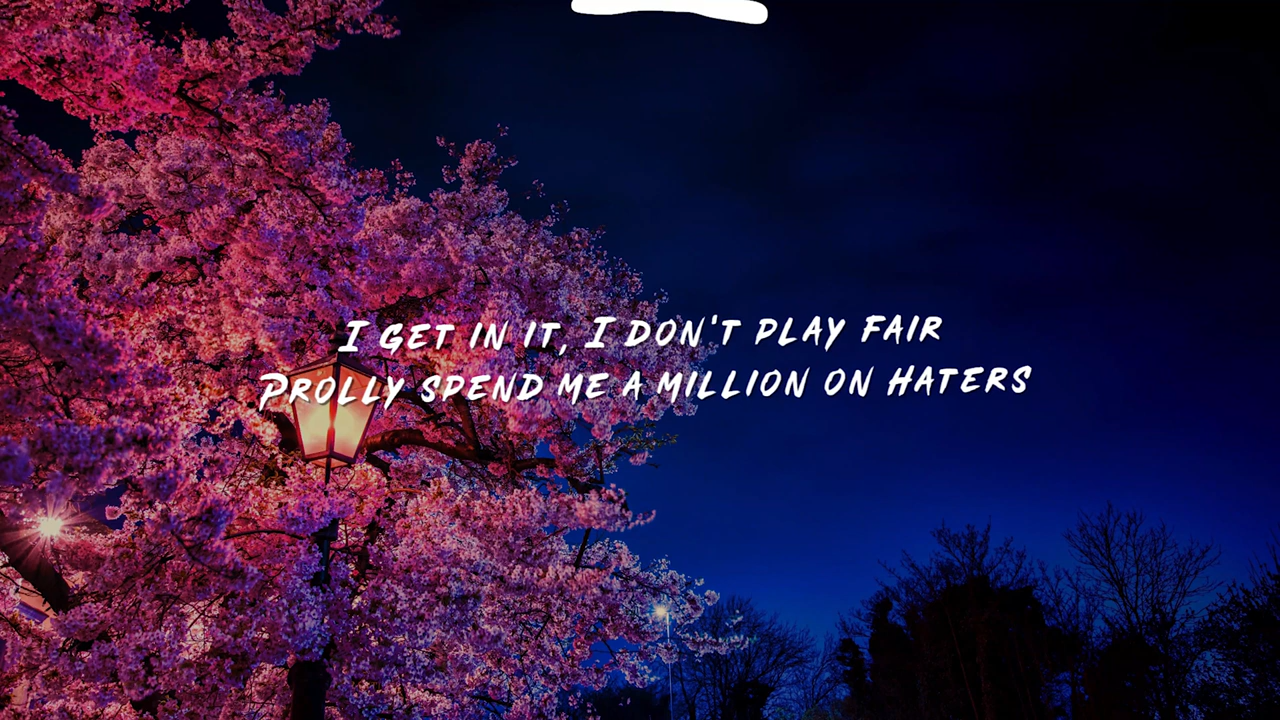 I GET IN IT, I DON'T PLAY FAIR
PROLLY SPEND ME A MILLION ON HATERS